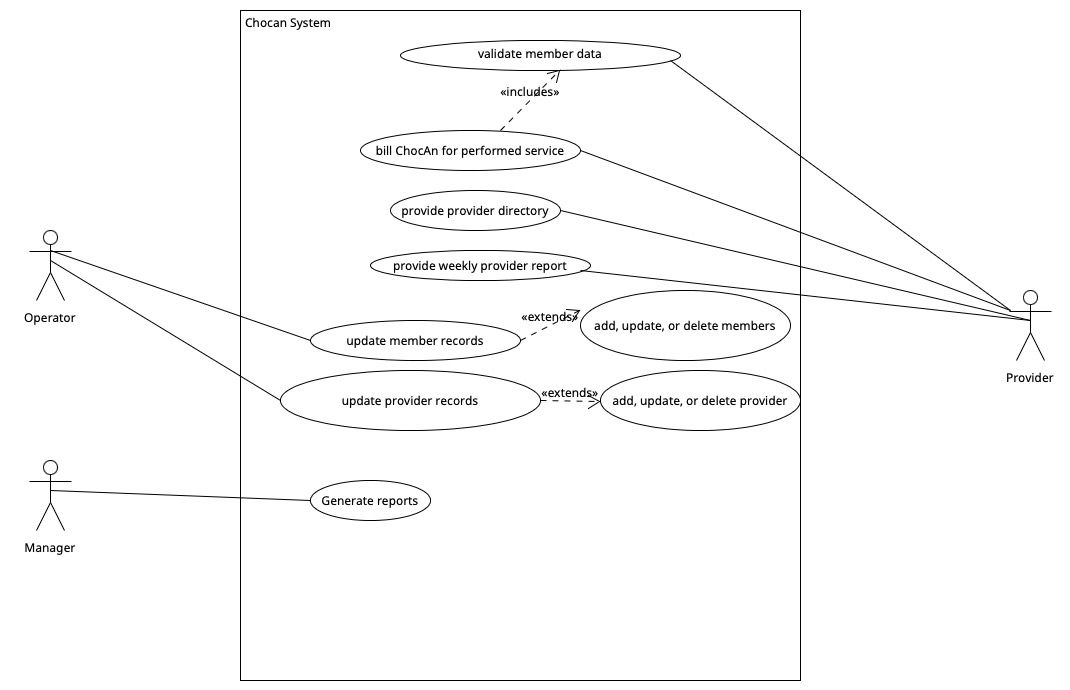 Chocan System
validate member data
«includes»
bill ChocAn for performed service
provide provider directory
provide weekly provider report
Operator
«extends»
add, update, or delete members
update member records
Provider
«extends»
update provider records
add, update, or delete provider
Generate reports
Manager